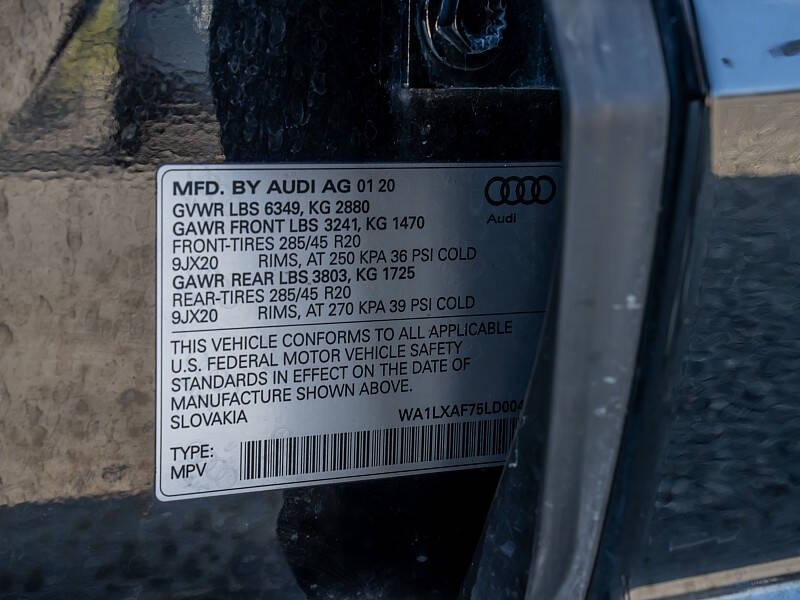 MFD. BY AUDI AG 01 20
Audi
GVWR LBS 6349, KG 2880
GAWR FRONT LBS 3241, KG 1470
FRONT-TIRES 285/45 R20
9JX20 RIMS, AT 250 KPA 36 PSI COLD
GAWR REAR LBS 3803, KG 1725
REAR-TIRES 285/45 R20
9JX20 RIMS, AT 270 KPA 39 PSI COLD
THIS VEHICLE CONFORMS TO ALL APPLICABLE
U.S. FEDERAL MOTOR VEHICLE SAFETY
STANDARDS IN EFFECT ON THE DATE OF
MANUFACTURE SHOWN ABOVE.
SLOVAKIA WA1LXAF75LD004
TYPE:
MPV